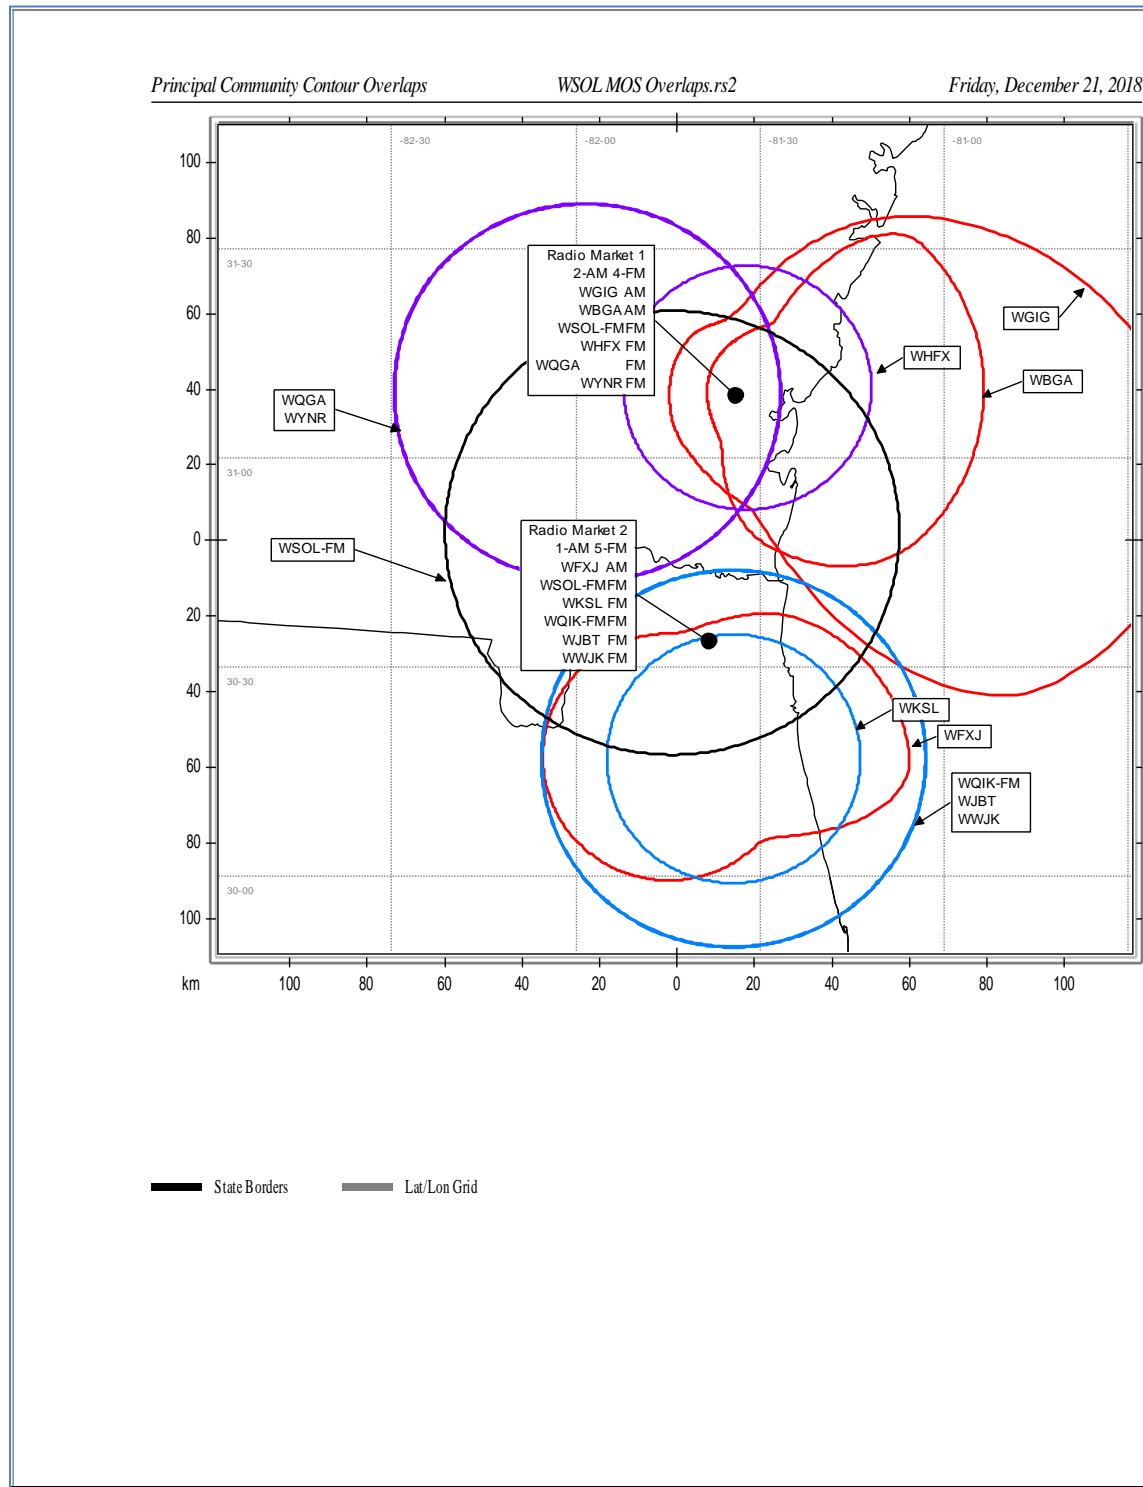 Principal Community Contour Overlaps WSOL MOS Overlaps.rs2 Friday, December 21, 2018
-82-30 -82-00 -81-30 -81-00
100
80
60
40
20
0
20
40
60
80
100
31-30
31-00
30-30
30-00
Radio Market 1
2-AM 4-FM
WGIG AM
WBGA AM
WSOL-FM FM
WHFX FM
WQGA FM
WYNR FM
WGIG
WHFX
WBGA
WQGA
WYNR
WSOL-FM
Radio Market 2
1-AM 5-FM
WFXJ AM
WSOL-FM FM
WKSL FM
WQIK-FM FM
WJBT FM
WWJK FM
WKSL
WFXJ
WQIK-FM
WJBT
WWJK
km 100 80 60 40 20 0 20 40 60 80 100
State Borders Lat/Lon Grid